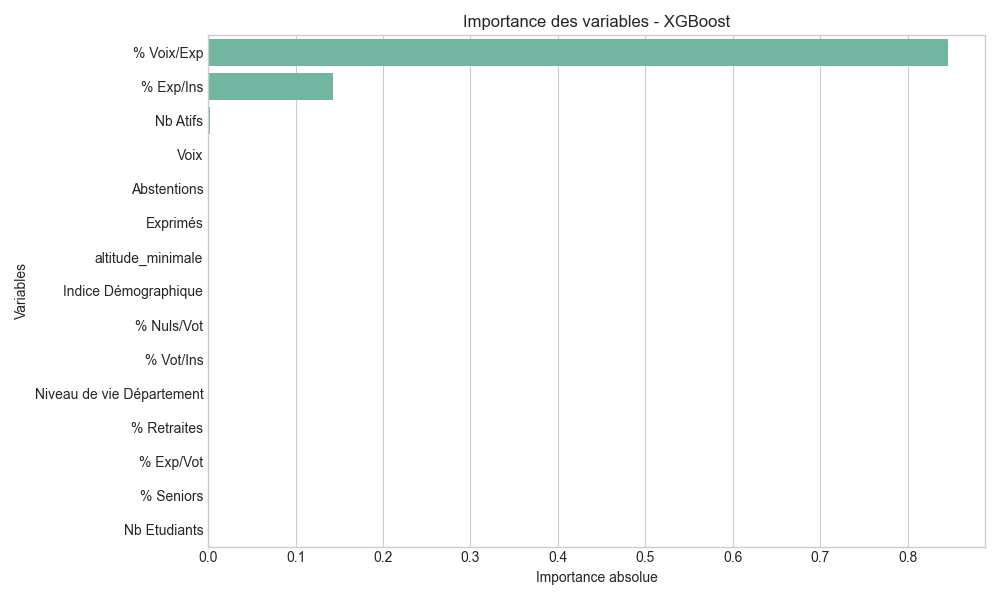 Importance des variables - XGBoost
% Voix/Exp
% Exp/Ins
Nb Atifs
Voix
Abstentions
Exprimés
altitude_minimale
Indice Démographique
% Nuls/Vot
% Vot/Ins
Niveau de vie Département
% Retraites
% Exp/Vot
% Seniors
Nb Etudiants
Variables
0.0 0.1 0.2 0.3 0.4 0.5 0.6 0.7 0.8
Importance absolue